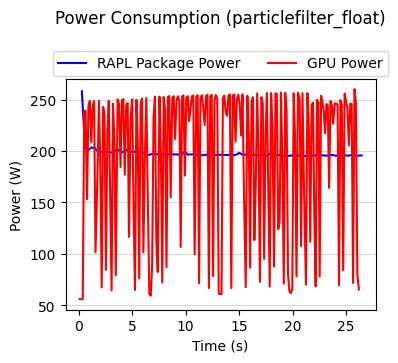 Power Consumption (particlefilter_float)
RAPL Package Power GPU Power
250
200
150
100
50
Power (W)
0 5 10 15 20 25
Time (s)